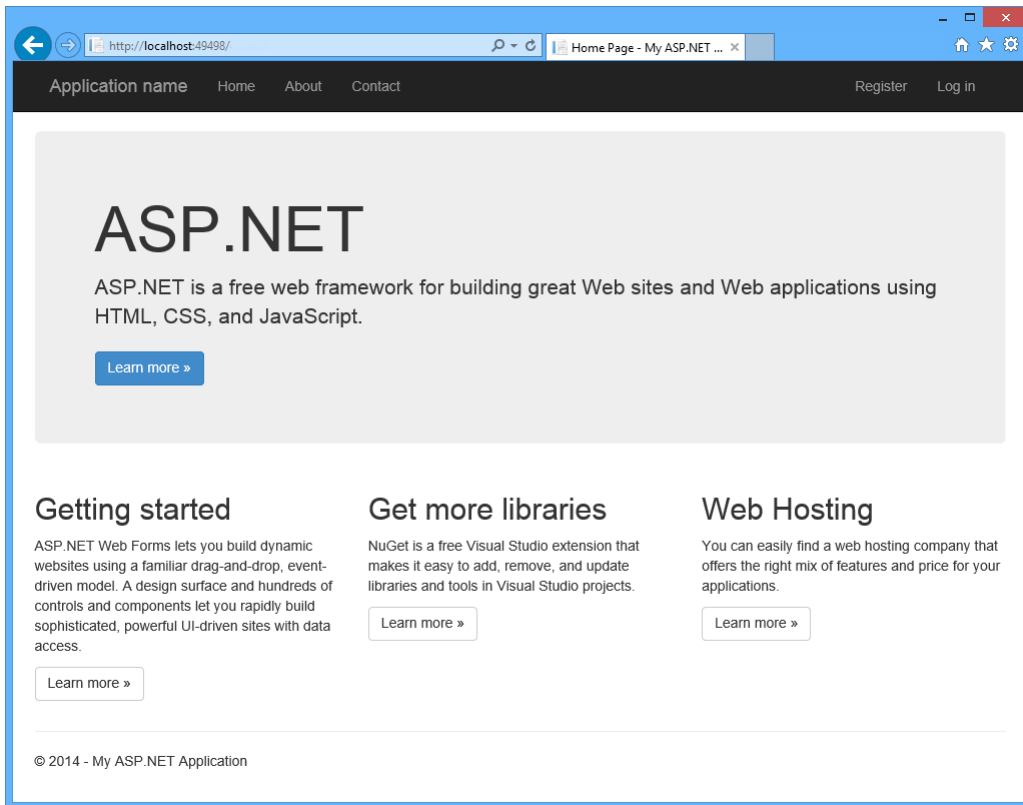 http://localhost:49498/
Home Page - My ASP.NET ...
Application name Home About Contact Register Log in
ASP.NET
ASP.NET is a free web framework for building great Web sites and Web applications using
HTML, CSS, and JavaScript.
Learn more »
Getting started
ASP.NET Web Forms lets you build dynamic
websites using a familiar drag-and-drop, event-
driven model. A design surface and hundreds of
controls and components let you rapidly build
sophisticated, powerful UI-driven sites with data
access.
Learn more »
Get more libraries
NuGet is a free Visual Studio extension that
makes it easy to add, remove, and update
libraries and tools in Visual Studio projects.
Learn more »
Web Hosting
You can easily find a web hosting company that
offers the right mix of features and price for your
applications.
Learn more »
© 2014 - My ASP.NET Application